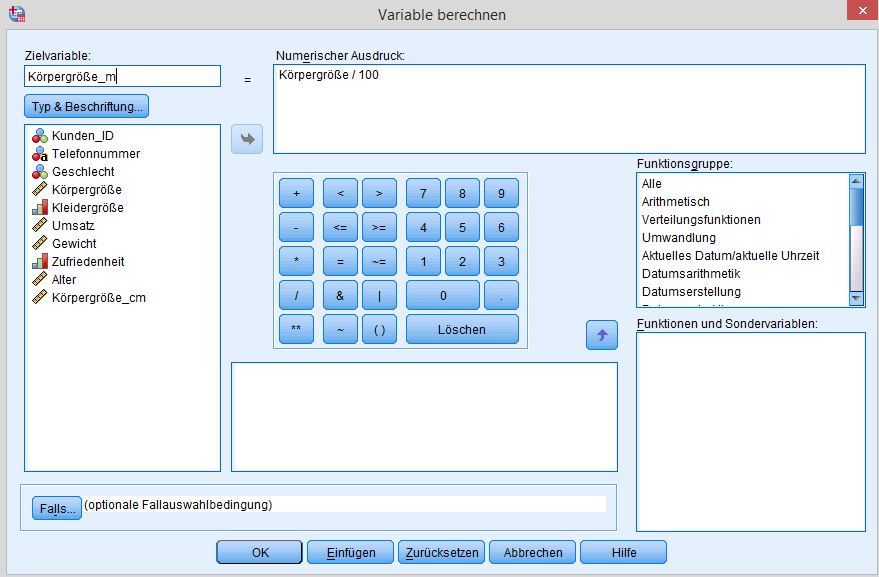 Variable berechnen
Zielvariable:
Körpergröße_m
=
Numerischer Ausdruck:
Körpergröße / 100
Typ & Beschriftung...
Kunden_ID
Telefonnummer
Geschlecht
Körpergröße
Kleidergröße
Umsatz
Gewicht
Zufriedenheit
Alter
Körpergröße_cm
+ < > 7 8 9
- <= >= 4 5 6
* = ~= 1 2 3
/ & | 0 .
** ~ ( ) Löschen
Funktionsgruppe:
Alle
Arithmetisch
Verteilungsfunktionen
Umwandlung
Aktuelles Datum/aktuelle Uhrzeit
Datumsarithmetik
Datumserstellung
Funktionen und Sondervariablen:
Falls... (optionale Fallauswahlbedingung)
OK Einfügen Zurücksetzen Abbrechen Hilfe